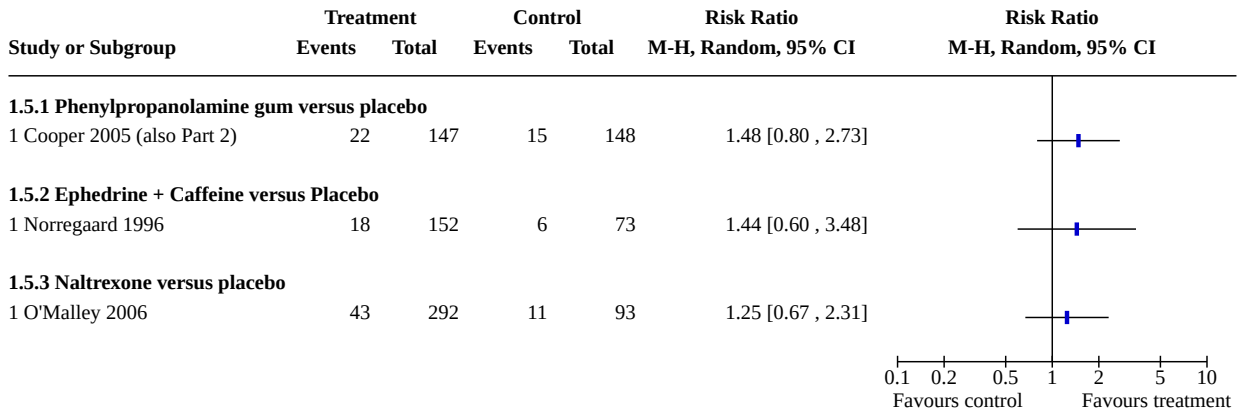 Treatment Control Risk Ratio Risk Ratio
Study or Subgroup Events Total Events Total M-H, Random, 95% CI M-H, Random, 95% CI
1.5.1 Phenylpropanolamine gum versus placebo
1 Cooper 2005 (also Part 2) 22 147 15 148 1.48 [0.80 , 2.73]
1.5.2 Ephedrine + Caffeine versus Placebo
1 Norregaard 1996 18 152 6 73 1.44 [0.60 , 3.48]
1.5.3 Naltrexone versus placebo
1 O'Malley 2006 43 292 11 93 1.25 [0.67 , 2.31]
0.1 0.2 0.5 1 2 5 10
Favours control Favours treatment